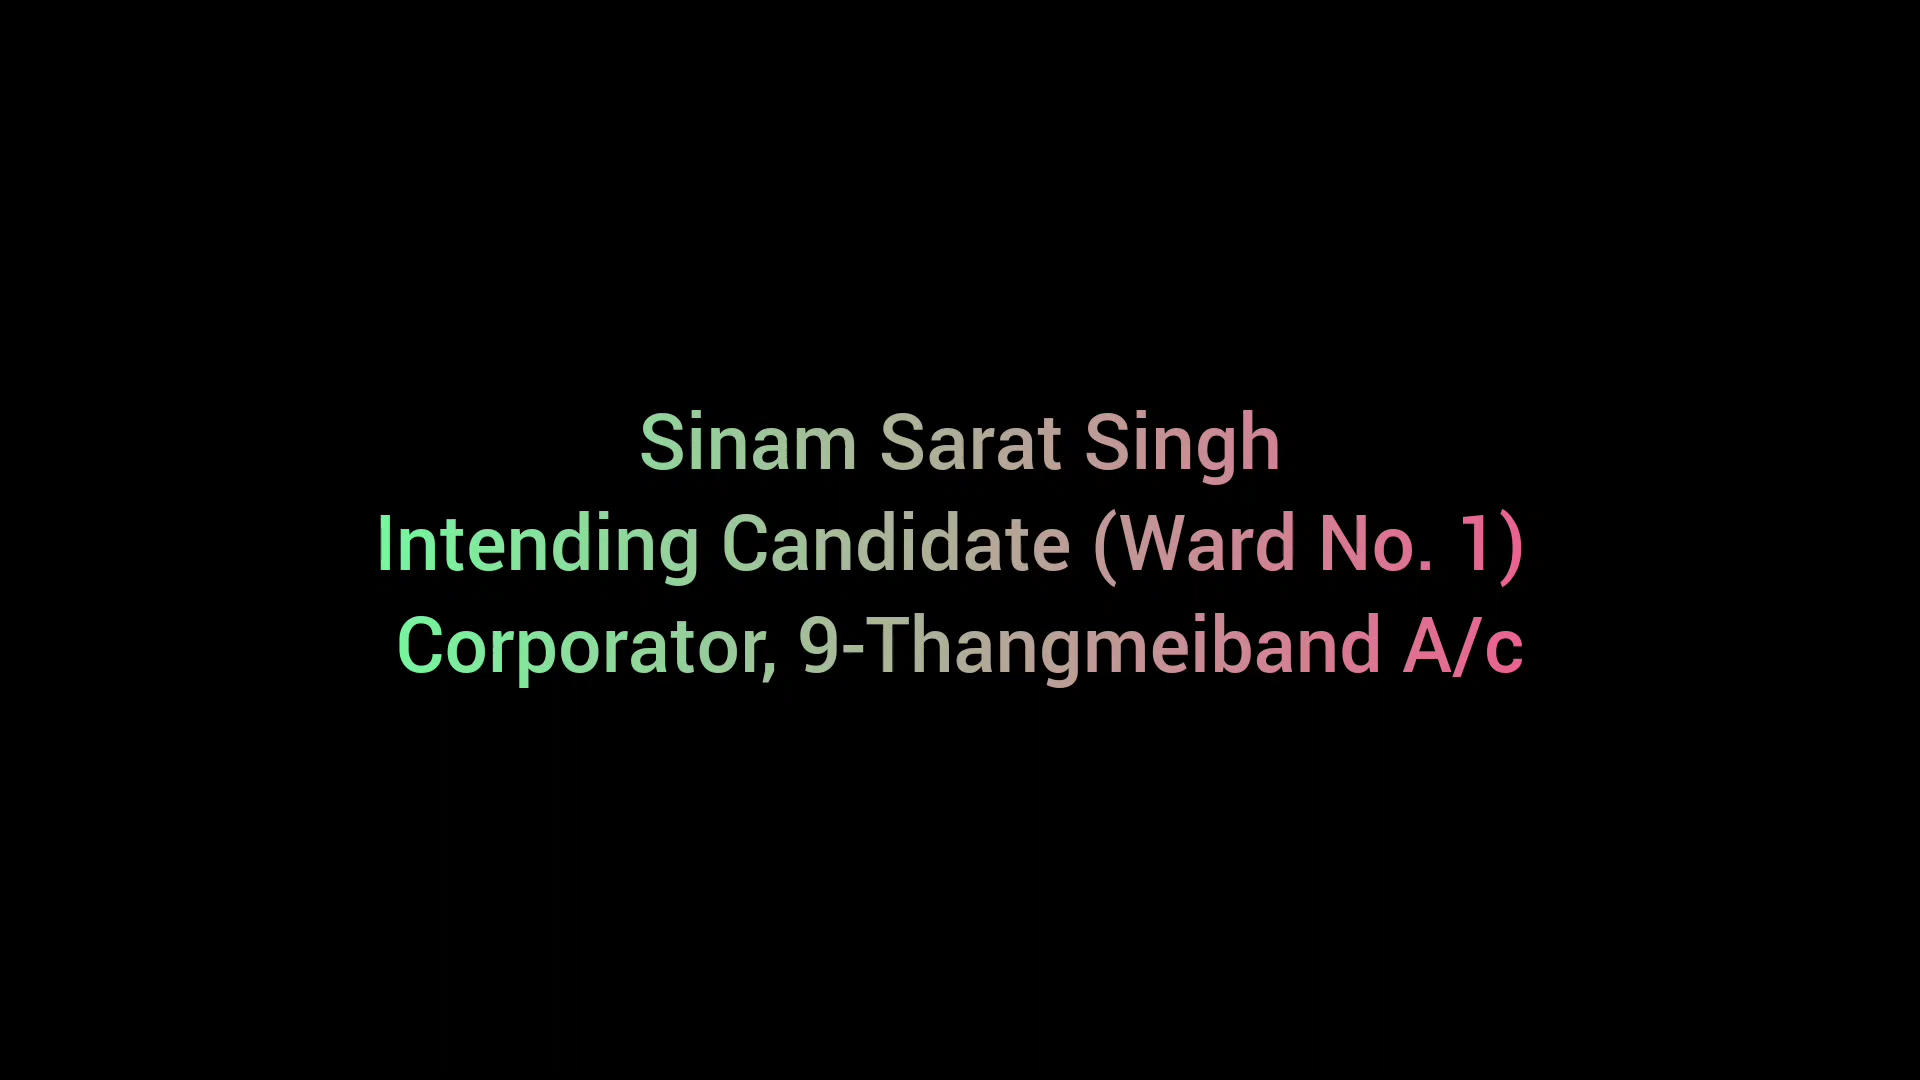 Sinam Sarat Singh
Intending Candidate (Ward No. 1)
Corporator, 9-Thangmeiband A/c